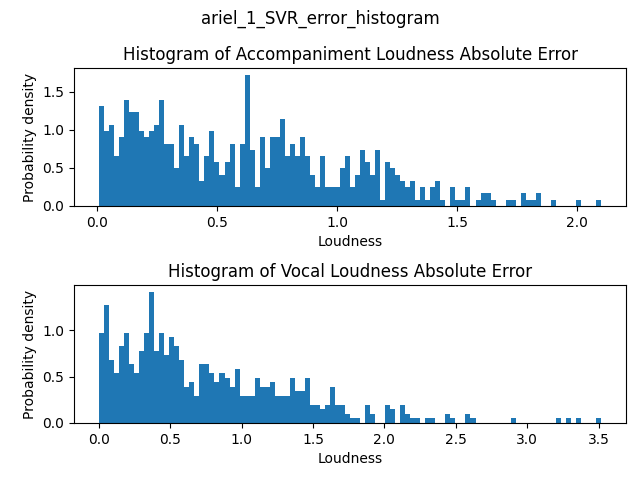 ariel_1_SVR_error_histogram
Histogram of Accompaniment Loudness Absolute Error
Probability density
1.5
1.0
0.5
0.0
0.0 0.5 1.0 1.5 2.0
Loudness
Histogram of Vocal Loudness Absolute Error
Probability density
1.0
0.5
0.0
0.0 0.5 1.0 1.5 2.0 2.5 3.0 3.5
Loudness